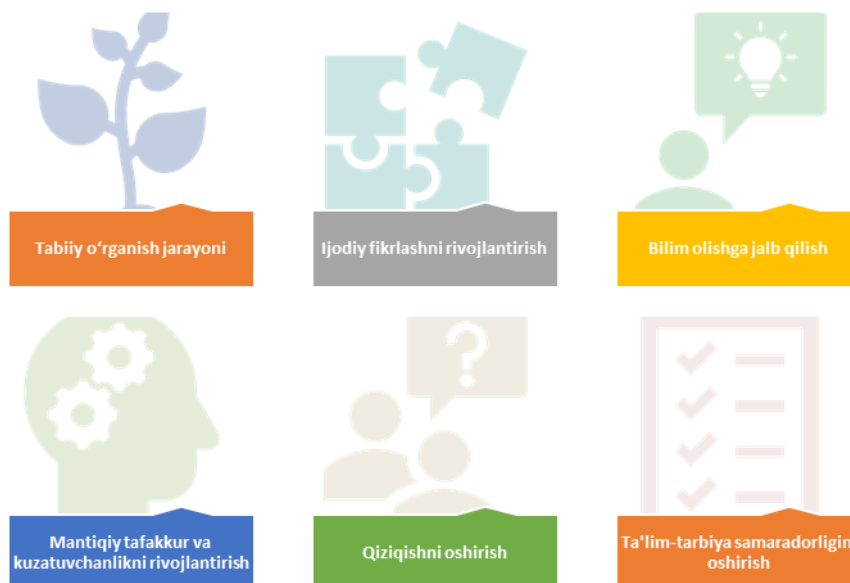 Tabiiy oʻrganish jarayoni
Ijodiy fikrlashni rivojlantirish
Bilim olishga jalb qilish
Mantiqiy tafakkur va
kuzatuvchanlikni rivojlantirish
Qiziqishni oshirish
Ta'lim-tarbiya samaradorligin
oshirish